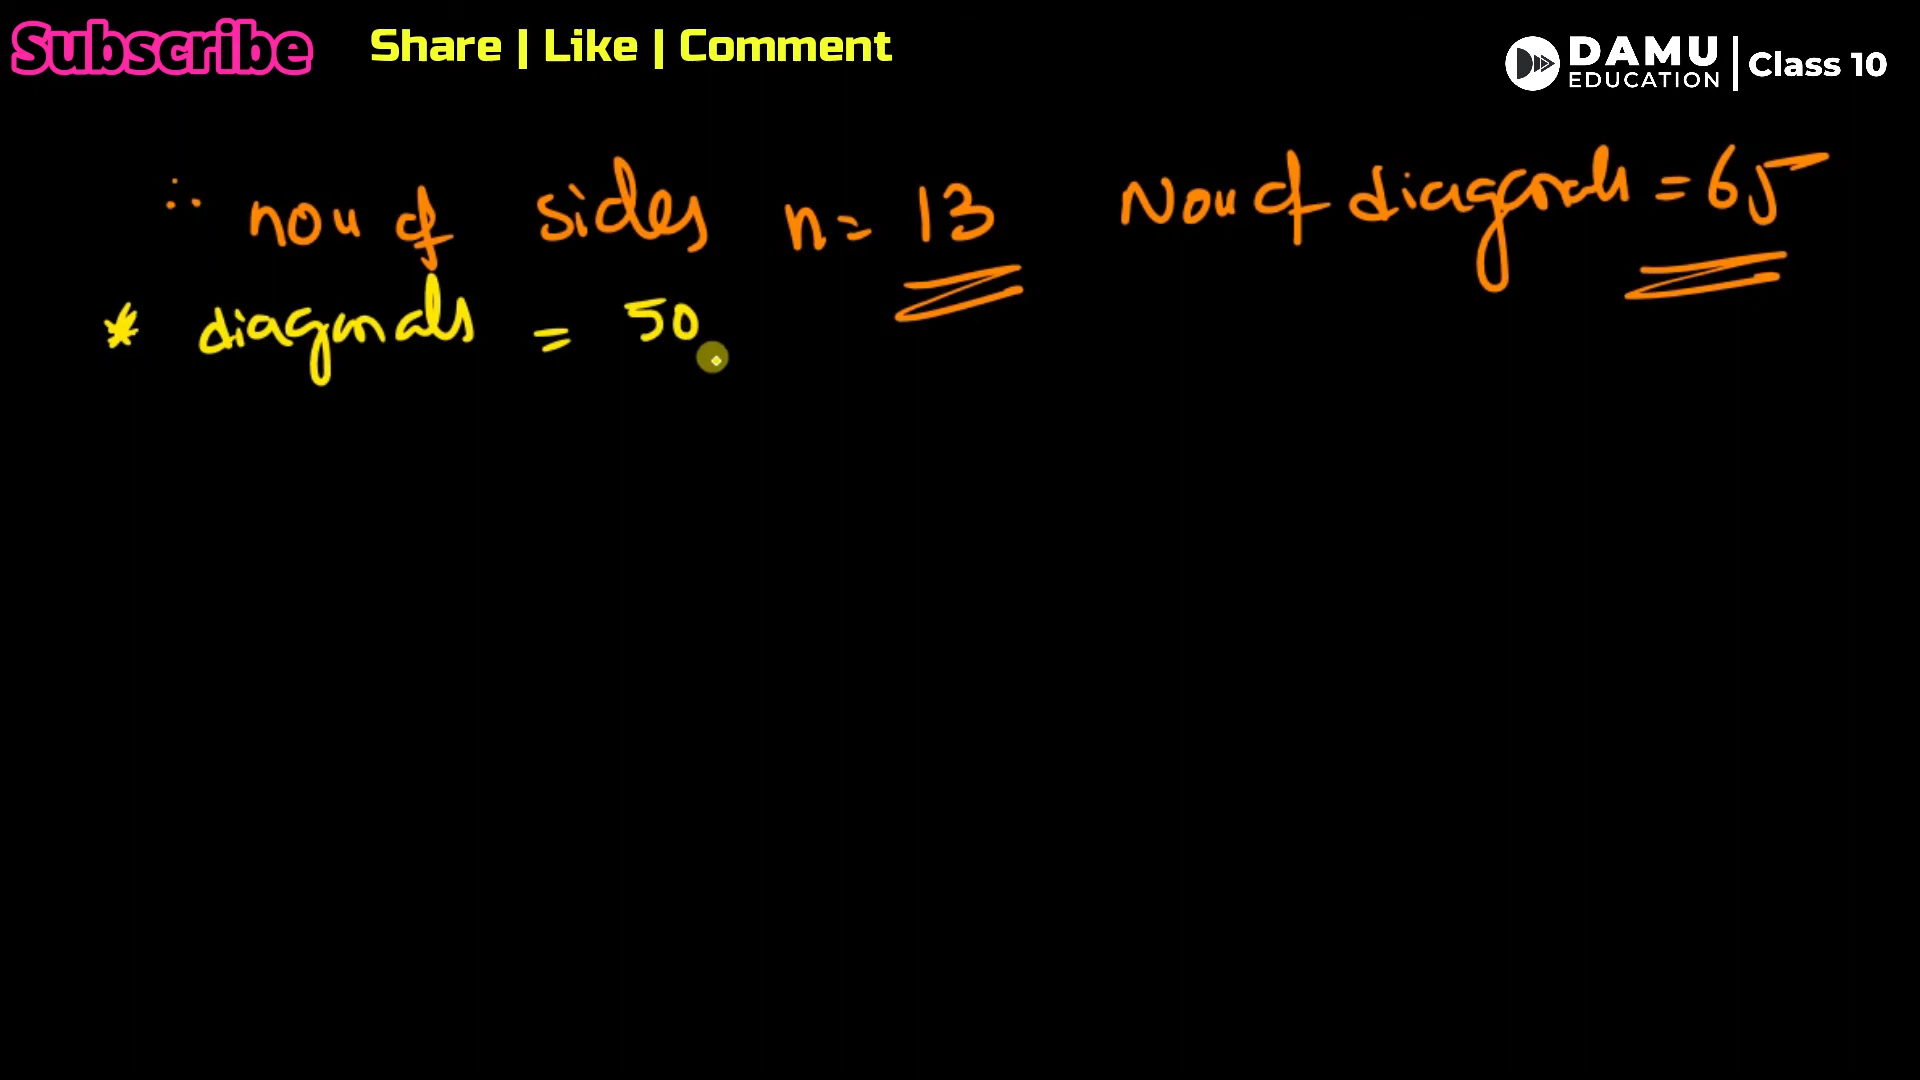 Subscribe Share | Like | Comment
DAMU EDUCATION | Class 10
∴ nou of sides n = 13 Nou of diagonals = 65
* diagonals = 50